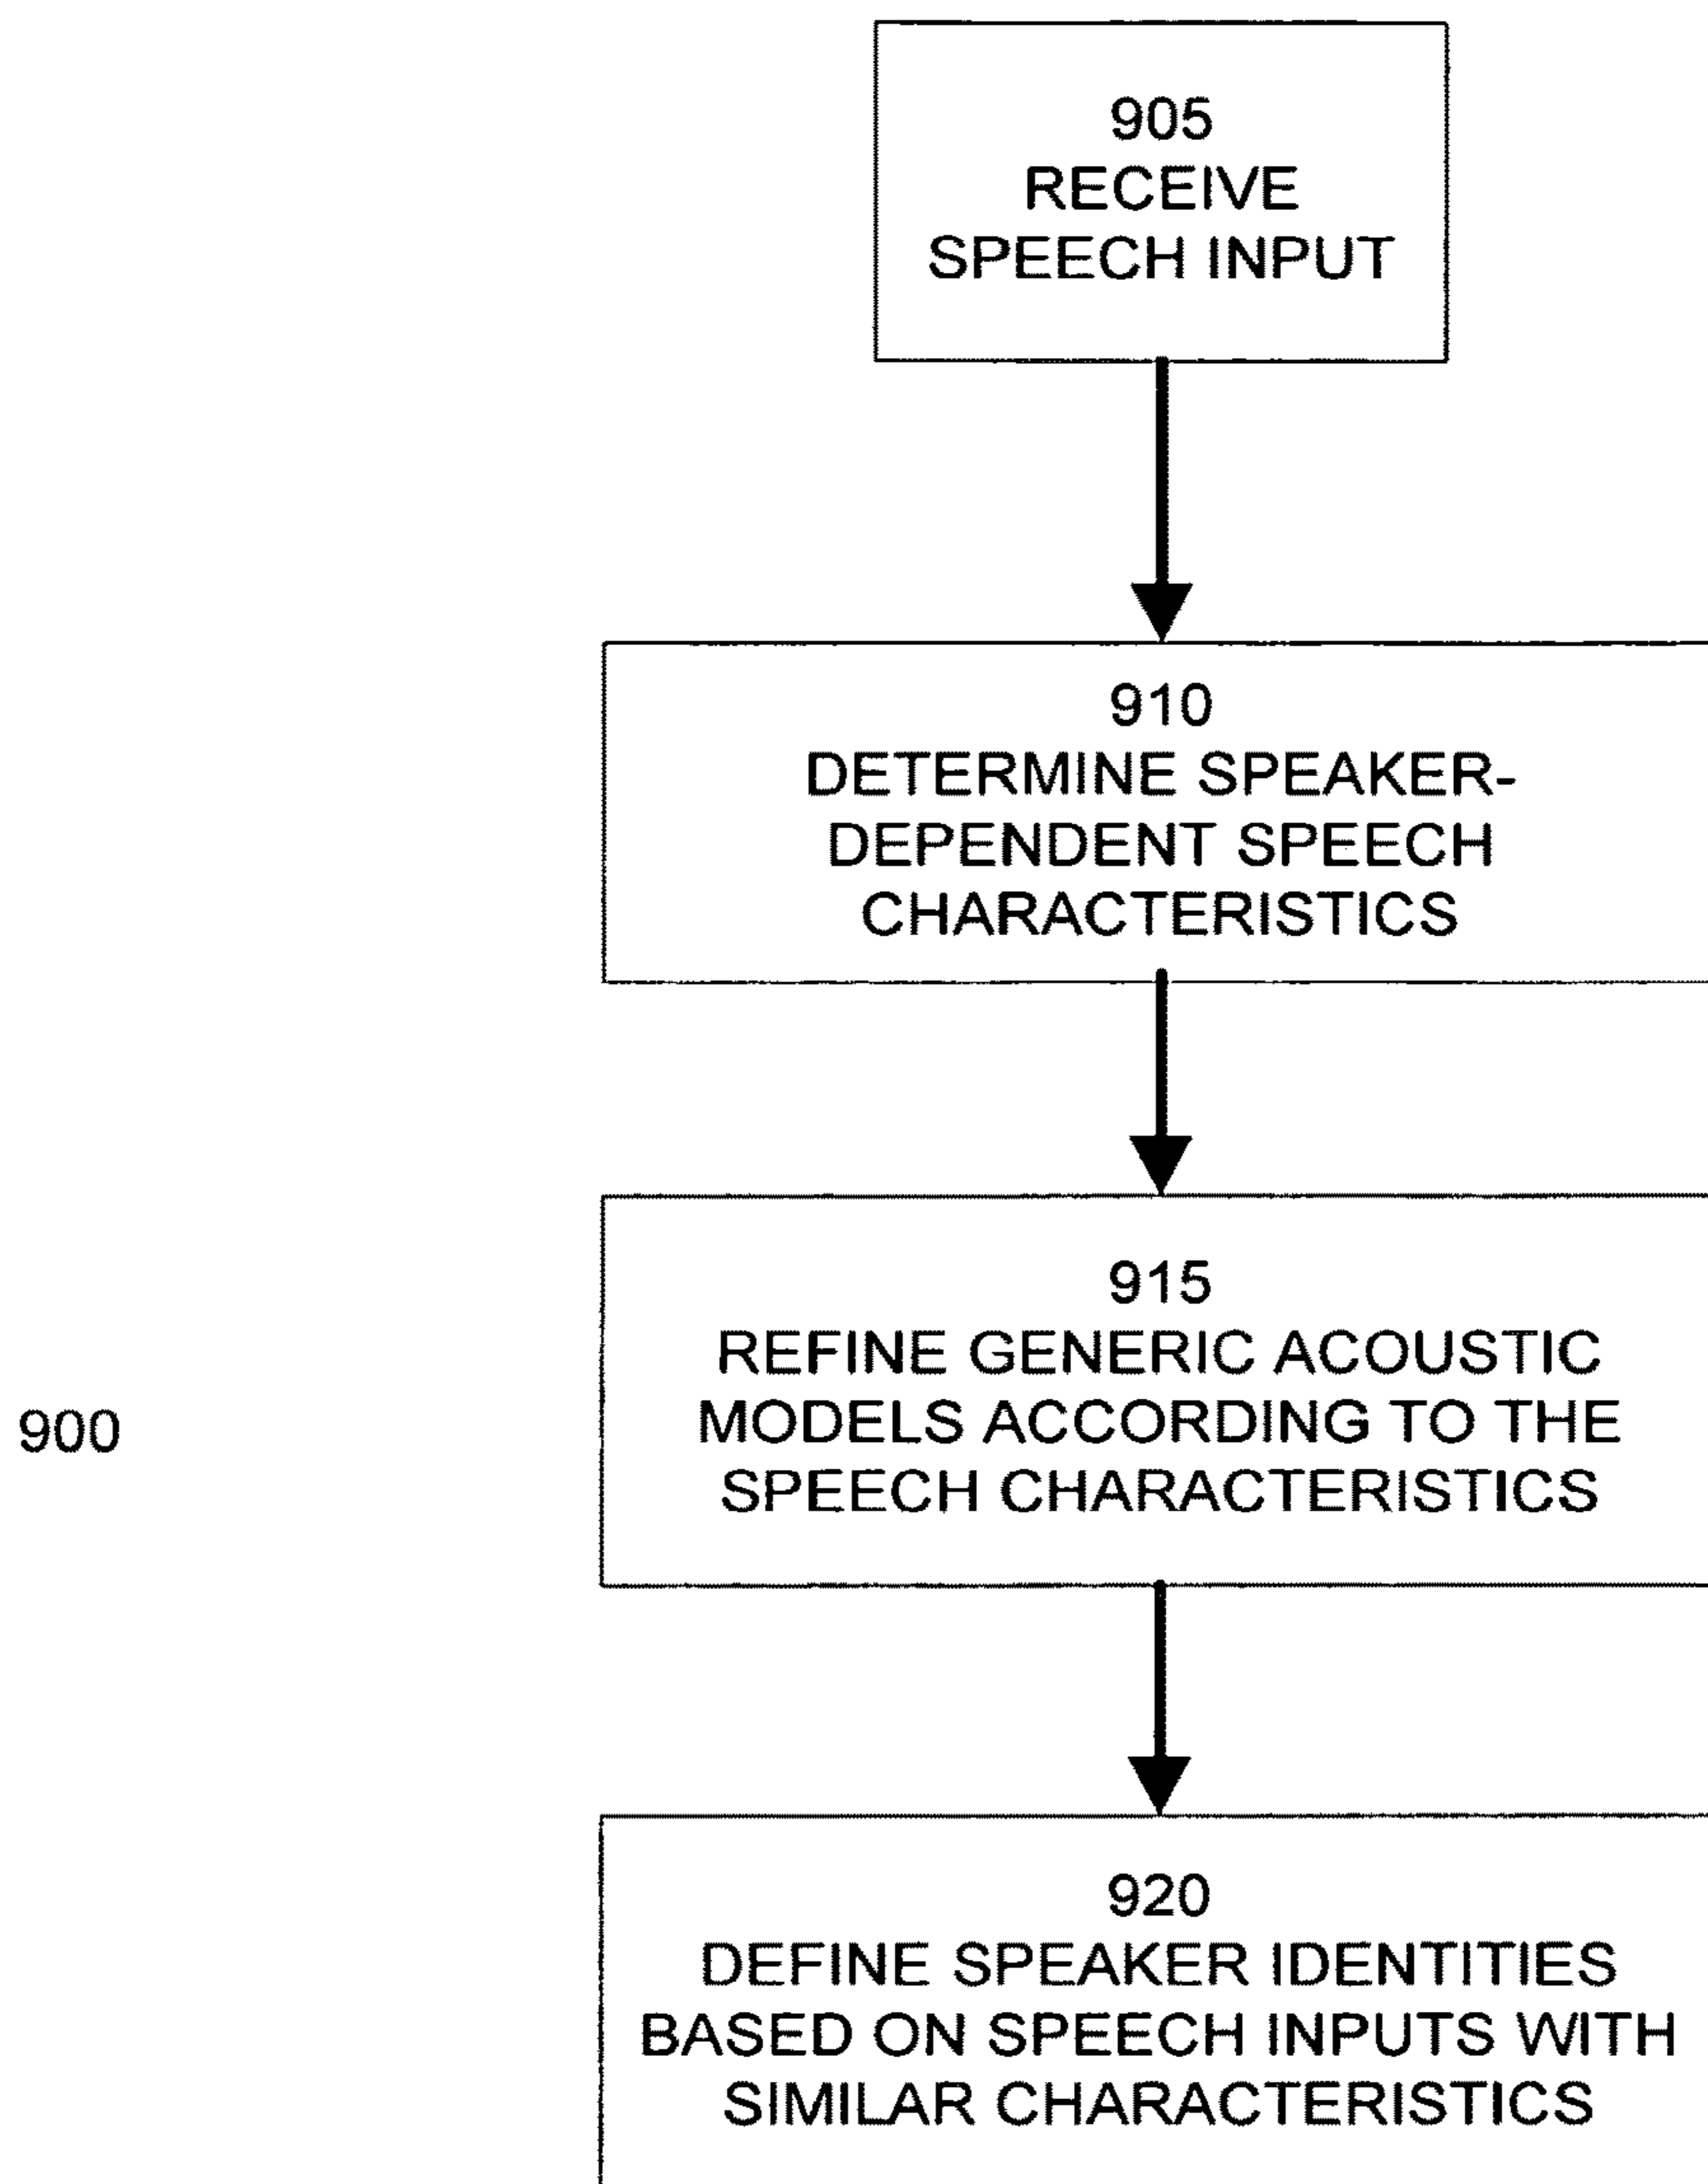 905
RECEIVE
SPEECH INPUT
910
DETERMINE SPEAKER-
DEPENDENT SPEECH
CHARACTERISTICS
915
REFINE GENERIC ACOUSTIC
MODELS ACCORDING TO THE
SPEECH CHARACTERISTICS
900
920
DEFINE SPEAKER IDENTITIES
BASED ON SPEECH INPUTS WITH
SIMILAR CHARACTERISTICS